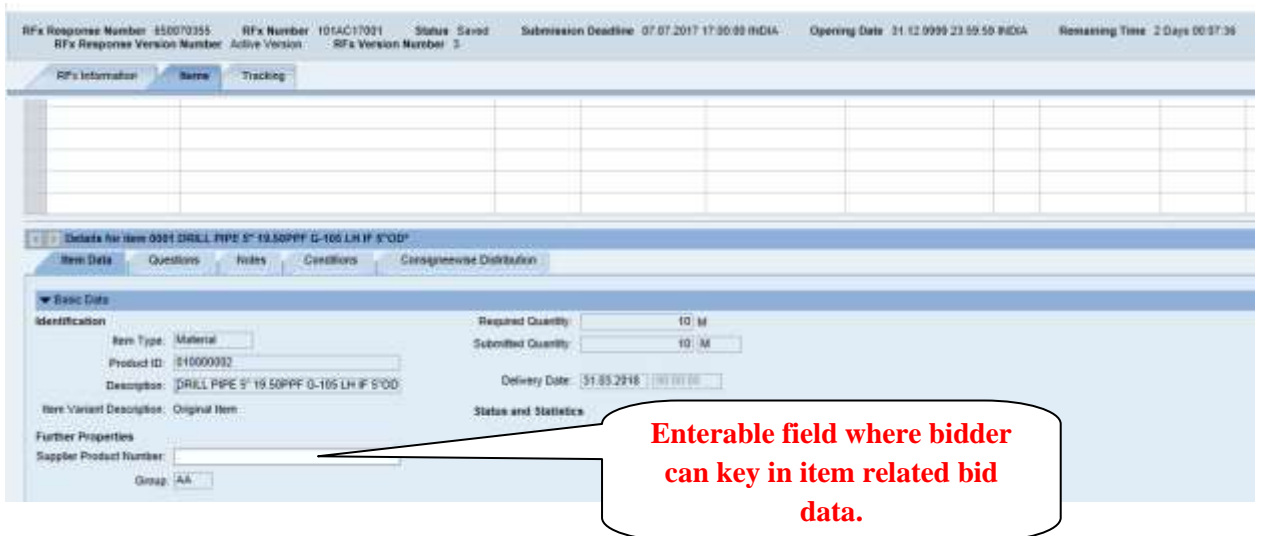 RFx Response Number 850070355 RFx Number 101AC17001 Status Saved Submission Deadline 07.07.2017 17:00:00 INDIA Opening Date 31.12.9999 23.59.59 INDIA Remaining Time 2 Days 00:07:36
RFx Response Version Number Active Version RFx Version Number 3
RFx Information Items Tracking
Details for item 0001 DRILL PIPE 5" 19.50PPF G-105 LH IF 5"OD"
Item Data Questions Notes Conditions Consigneewise Distribution
Basic Data
Identification
Required Quantity: 10 M
Item Type: Material
Submitted Quantity: 10 M
Product ID: 010000002
Description: DRILL PIPE 5" 19.50PPF G-105 LH IF 5"OD
Delivery Date: 31.03.2018 00:00:00
Item Variant Description: Original Item
Status and Statistics
Further Properties
Supplier Product Number:
Group: AA
Enterable field where bidder
can key in item related bid
data.